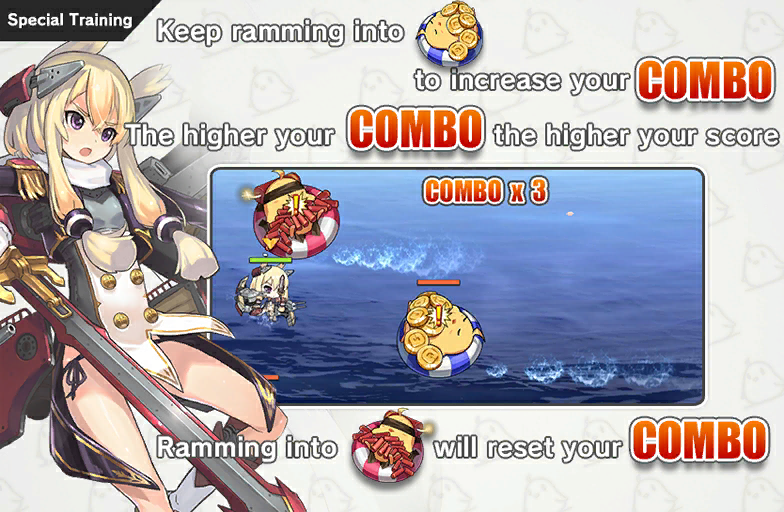 Special Training
Keep ramming into
to increase your COMBO
The higher your COMBO the higher your score
COMBO x 3
Ramming into will reset your COMBO